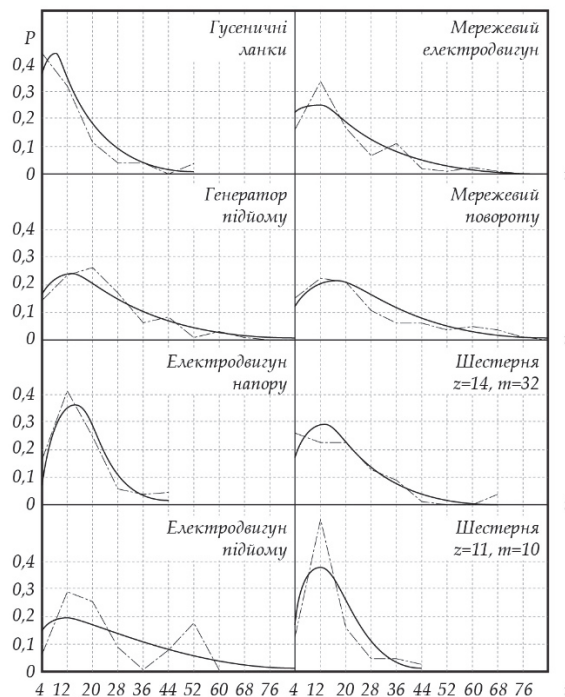 P
Гусеничні
ланки
Мережевий
електродвигун
0,4
0,3
0,2
0,1
0
Генератор
підйому
Мережевий
повороту
0,4
0,3
0,2
0,1
0
Електродвигун
напору
Шестерня
z=14, m=32
0,4
0,3
0,2
0,1
0
Електродвигун
підйому
Шестерня
z=11, m=10
0,4
0,3
0,2
0,1
0
4 12 20 28 36 44 52 60 68 76 4 12 20 28 36 44 52 60 68 76